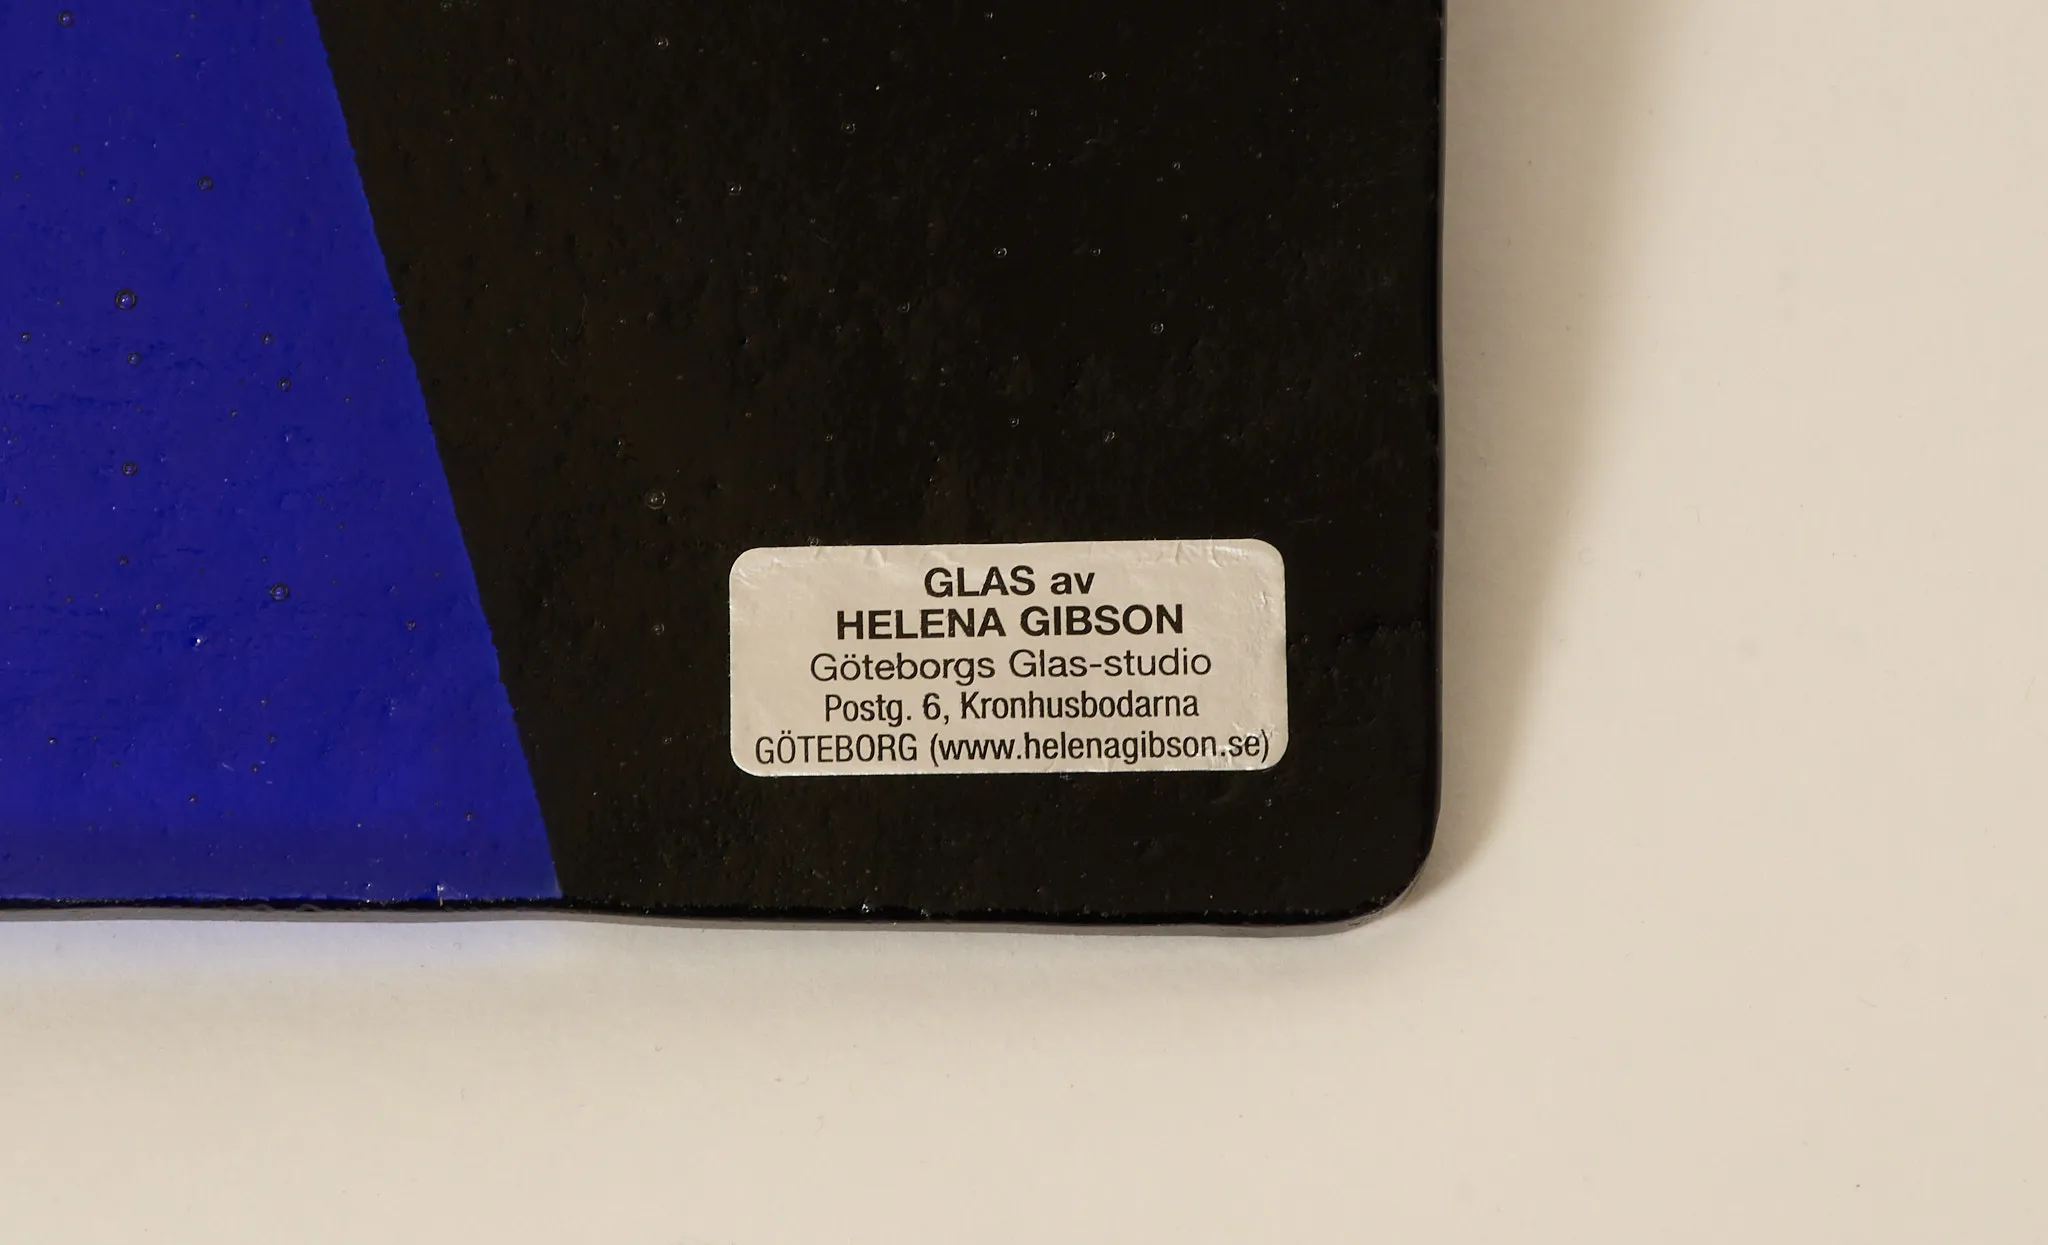 GLAS av
HELENA GIBSON
Göteborgs Glas-studio
Postg. 6, Kronhusbodarna
GÖTEBORG (www.helenagibson.se)